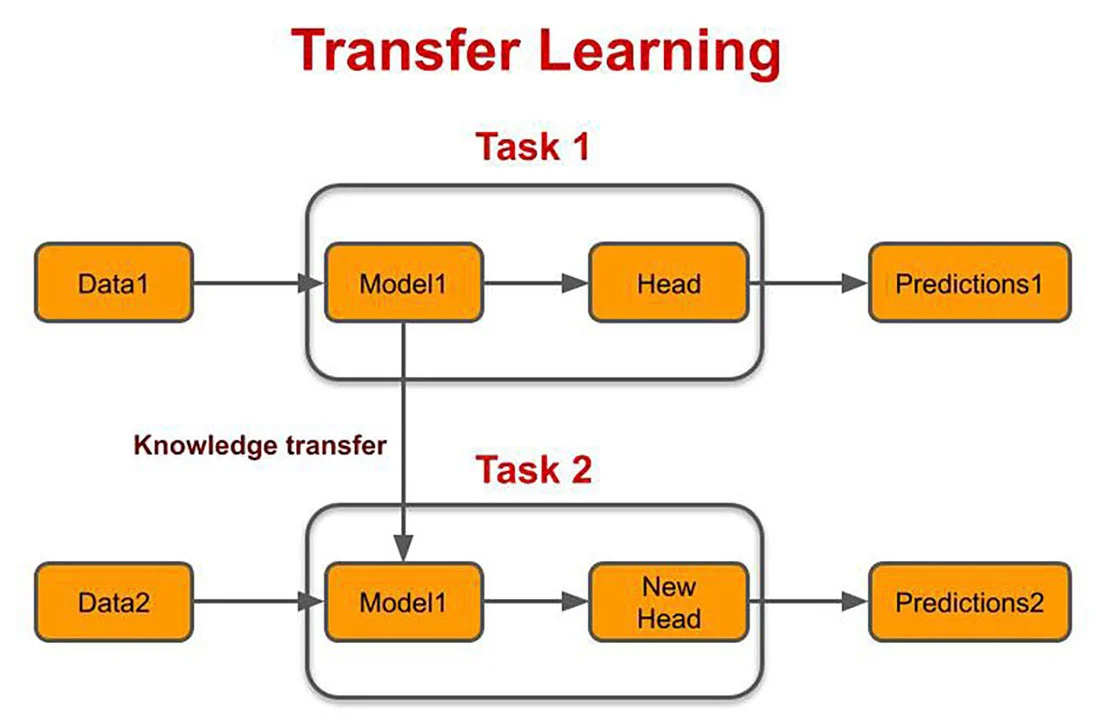 Transfer Learning
Task 1
Data1
Model1
Head
Predictions1
Knowledge transfer
Task 2
Data2
Model1
New
Head
Predictions2